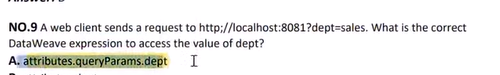 NO.9 A web client sends a request to http;//localhost:8081?dept=sales. What is the correct
DataWeave expression to access the value of dept?
A. attributes.queryParams.dept